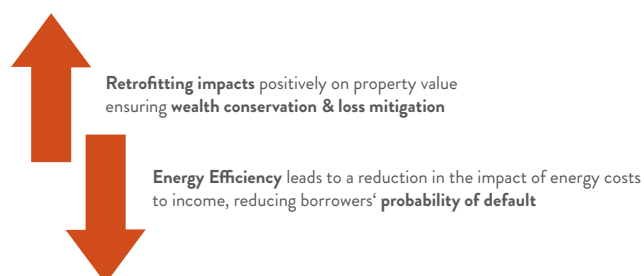 Retrofitting impacts positively on property value
ensuring wealth conservation & loss mitigation
Energy Efficiency leads to a reduction in the impact of energy costs
to income, reducing borrowers‘ probability of default